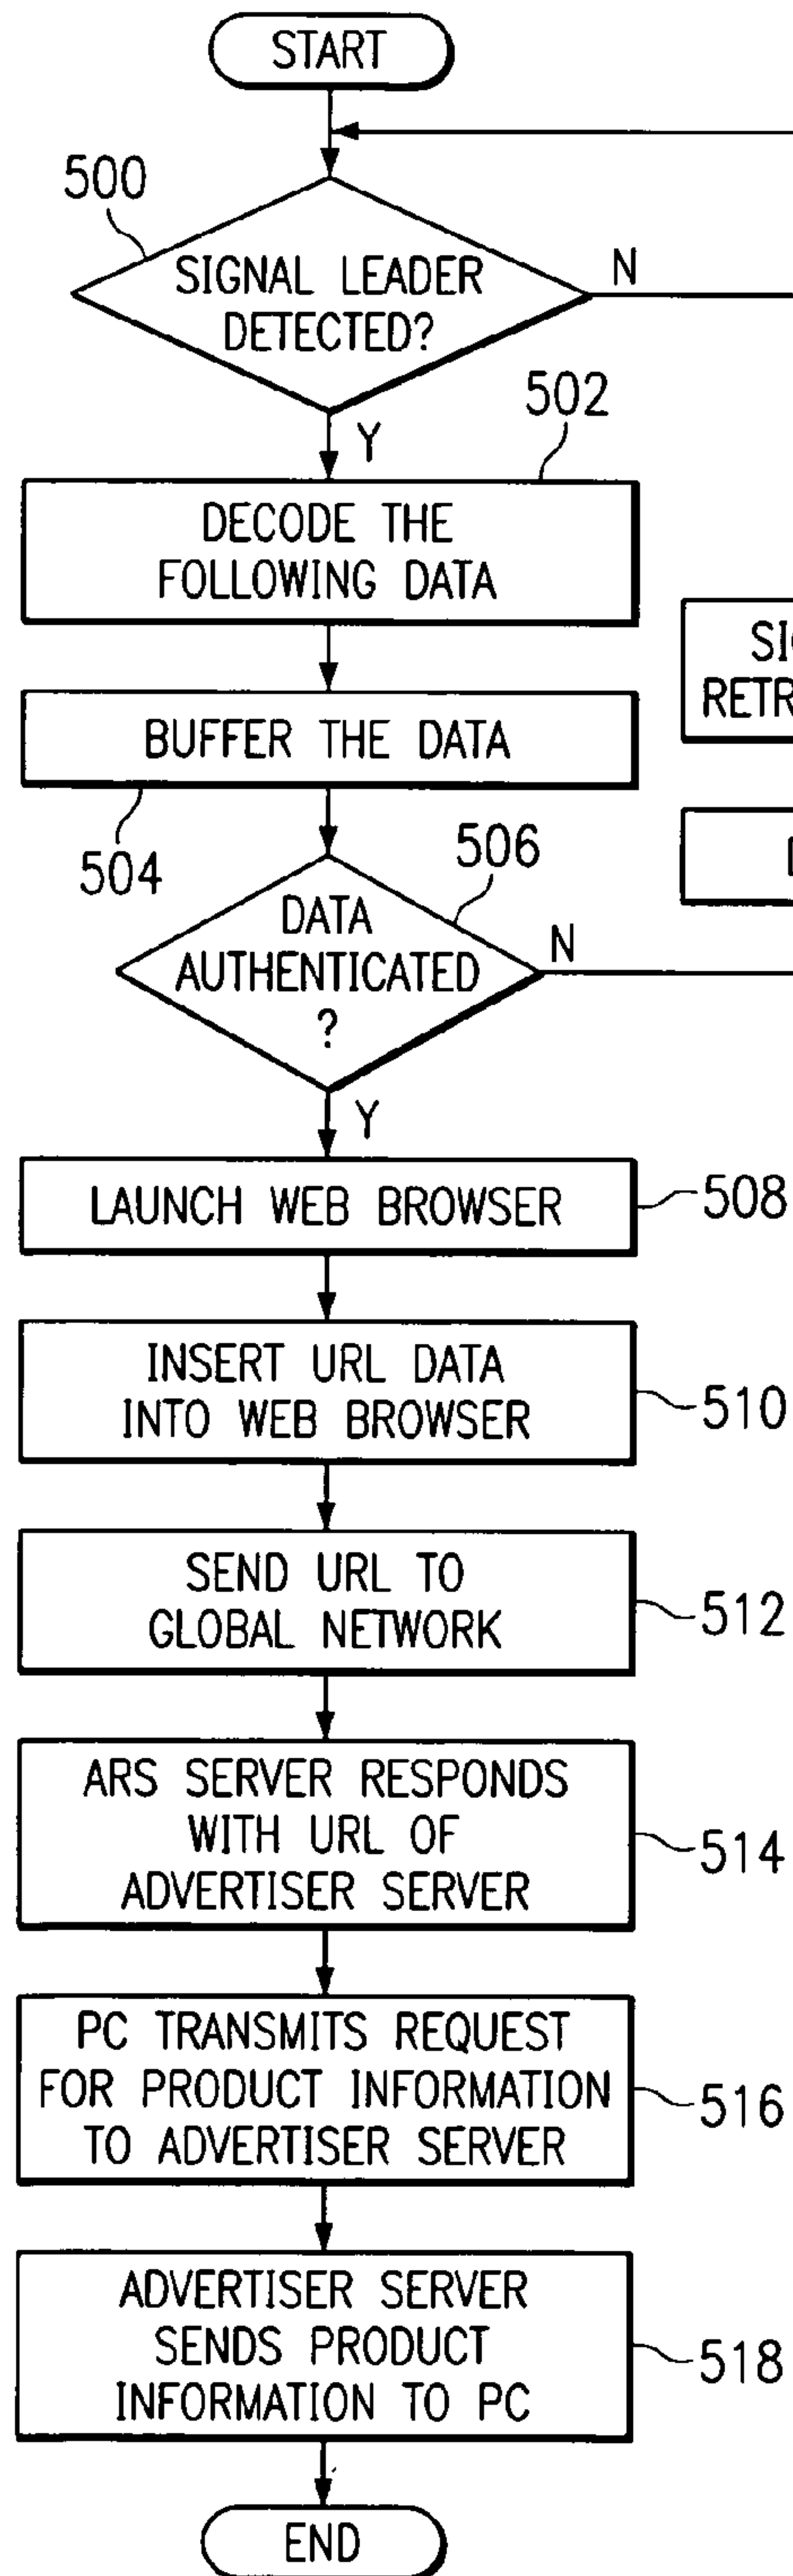 START
500
SIGNAL LEADER
DETECTED?
N
Y
502
DECODE THE
FOLLOWING DATA
BUFFER THE DATA
504
506
DATA
AUTHENTICATED
?
N
Y
LAUNCH WEB BROWSER
508
INSERT URL DATA
INTO WEB BROWSER
510
SEND URL TO
GLOBAL NETWORK
512
ARS SERVER RESPONDS
WITH URL OF
ADVERTISER SERVER
514
PC TRANSMITS REQUEST
FOR PRODUCT INFORMATION
TO ADVERTISER SERVER
516
ADVERTISER SERVER
SENDS PRODUCT
INFORMATION TO PC
518
END